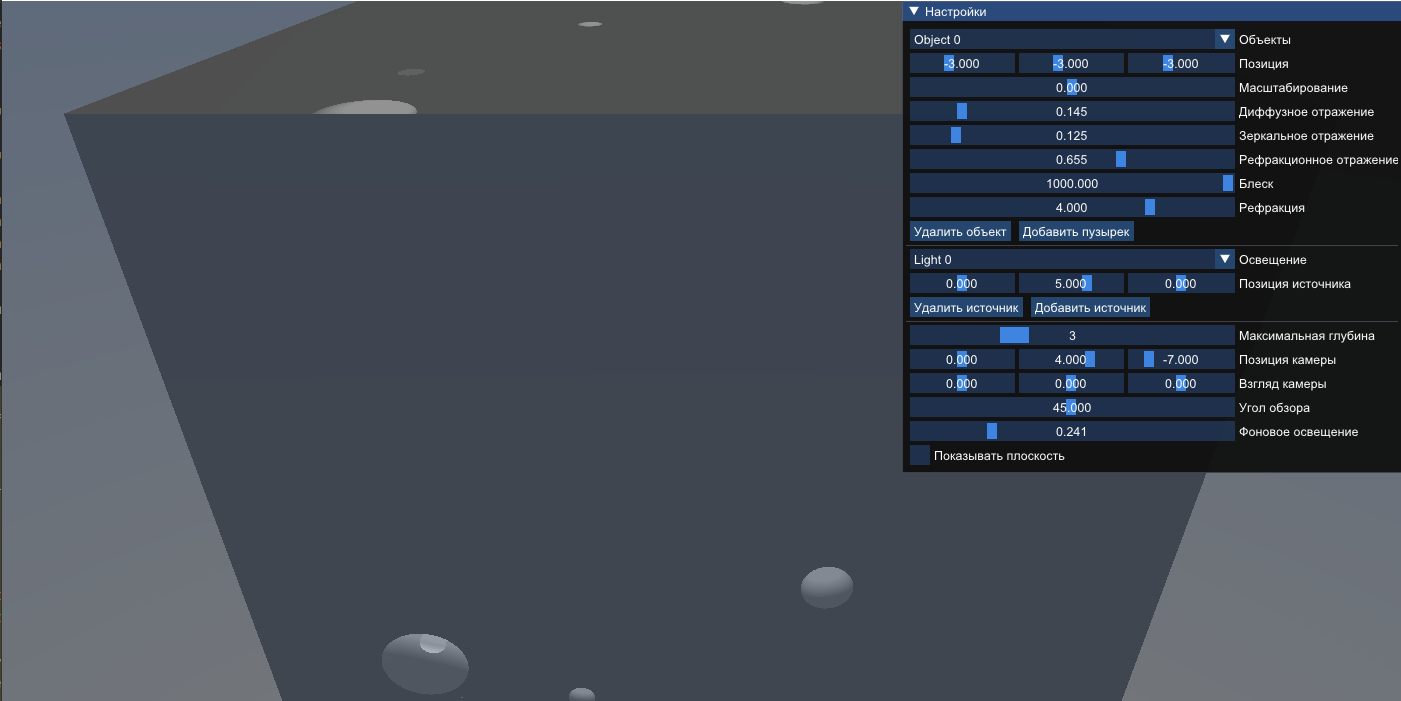 Настройки
Object 0 Объекты
-3.000 -3.000 -3.000 Позиция
0.000 Масштабирование
0.145 Диффузное отражение
0.125 Зеркальное отражение
0.655 Рефракционное отражение
1000.000 Блеск
4.000 Рефракция
Удалить объект Добавить пузырек
Light 0 Освещение
0.000 5.000 0.000 Позиция источника
Удалить источник Добавить источник
3 Максимальная глубина
0.000 4.000 -7.000 Позиция камеры
0.000 0.000 0.000 Взгляд камеры
45.000 Угол обзора
0.241 Фоновое освещение
Показывать плоскость